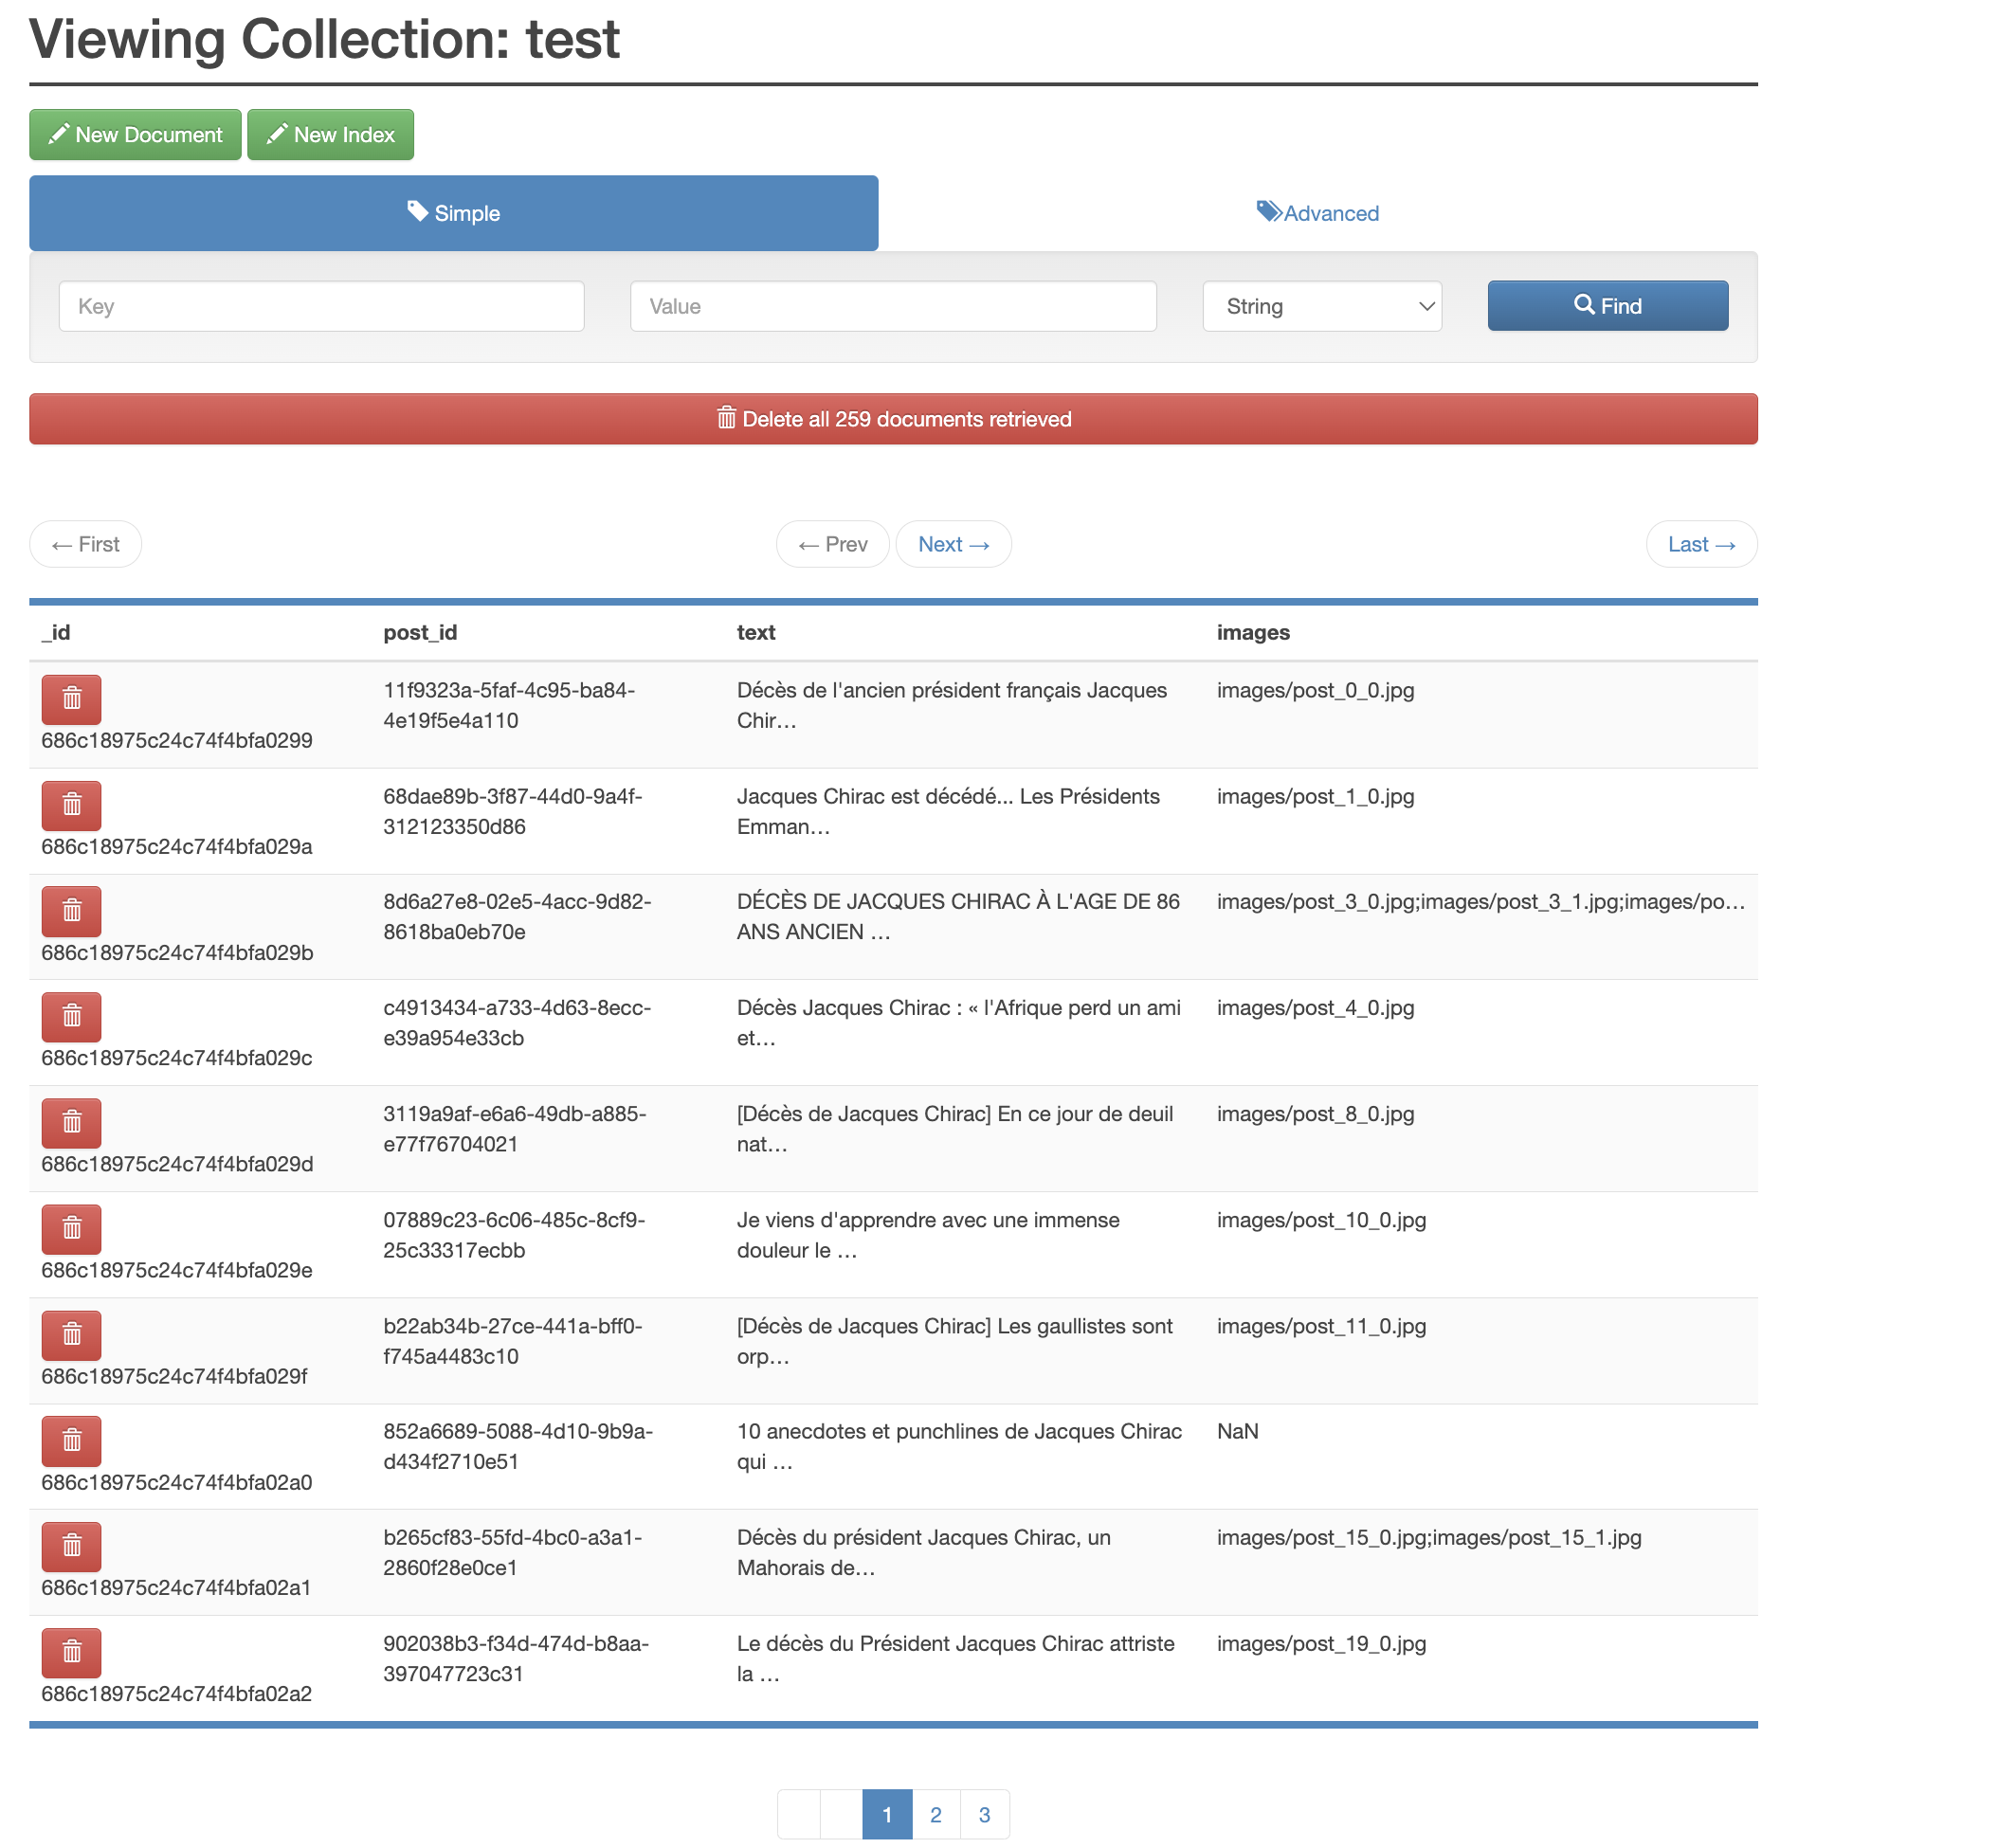 Viewing Collection: test
New Document New Index
Simple Advanced
Key Value String Find
Delete all 259 documents retrieved
← First ← Prev Next → Last →
_id post_id text images
11f9323a-5faf-4c95-ba84- Décès de l'ancien président français Jacques images/post_0_0.jpg
4e19f5e4a110 Chir…
686c18975c24c74f4bfa0299
68dae89b-3f87-44d0-9a4f- Jacques Chirac est décédé... Les Présidents images/post_1_0.jpg
312123350d86 Emman…
686c18975c24c74f4bfa029a
8d6a27e8-02e5-4acc-9d82- DÉCÈS DE JACQUES CHIRAC À L'AGE DE 86 images/post_3_0.jpg;images/post_3_1.jpg;images/po…
8618ba0eb70e ANS ANCIEN …
686c18975c24c74f4bfa029b
c4913434-a733-4d63-8ecc- Décès Jacques Chirac : « l'Afrique perd un ami images/post_4_0.jpg
e39a954e33cb et…
686c18975c24c74f4bfa029c
3119a9af-e6a6-49db-a885- [Décès de Jacques Chirac] En ce jour de deuil images/post_8_0.jpg
e77f76704021 nat…
686c18975c24c74f4bfa029d
07889c23-6c06-485c-8cf9- Je viens d'apprendre avec une immense images/post_10_0.jpg
25c33317ecbb douleur le …
686c18975c24c74f4bfa029e
b22ab34b-27ce-441a-bff0- [Décès de Jacques Chirac] Les gaullistes sont images/post_11_0.jpg
f745a4483c10 orp…
686c18975c24c74f4bfa029f
852a6689-5088-4d10-9b9a- 10 anecdotes et punchlines de Jacques Chirac NaN
d434f2710e51 qui …
686c18975c24c74f4bfa02a0
b265cf83-55fd-4bc0-a3a1- Décès du président Jacques Chirac, un images/post_15_0.jpg;images/post_15_1.jpg
2860f28e0ce1 Mahorais de…
686c18975c24c74f4bfa02a1
902038b3-f34d-474d-b8aa- Le décès du Président Jacques Chirac attriste images/post_19_0.jpg
397047723c31 la …
686c18975c24c74f4bfa02a2
1 2 3